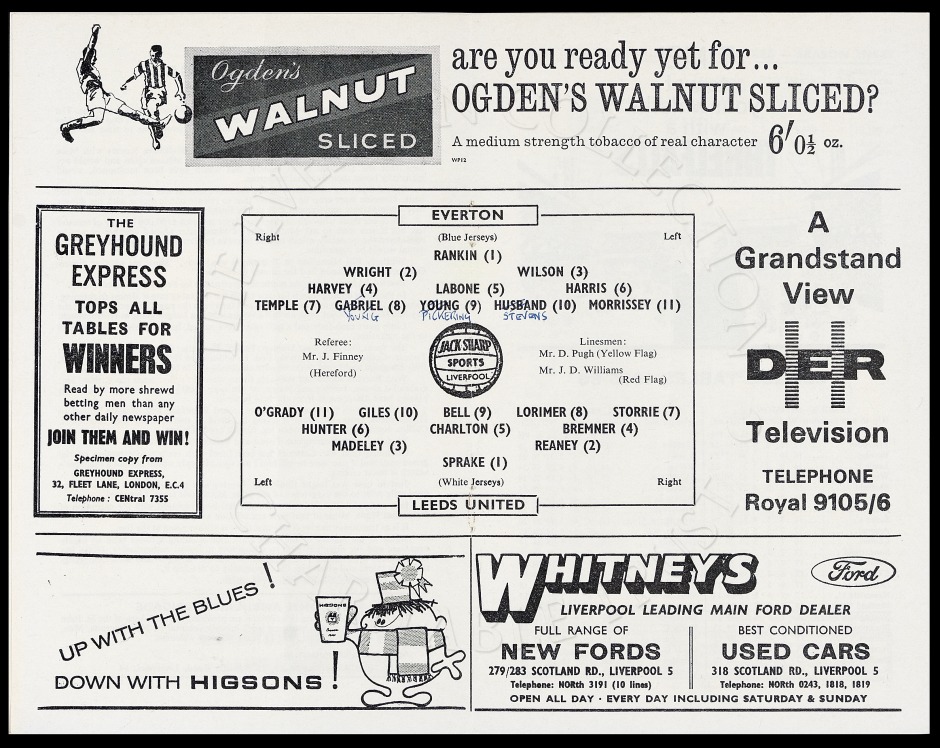 Ogden's
WALNUT
SLICED
are you ready yet for...
OGDEN'S WALNUT SLICED?
A medium strength tobacco of real character 6'0½ oz.
WP12
THE
GREYHOUND
EXPRESS
TOPS ALL
TABLES FOR
WINNERS
Read by more shrewd
betting men than any
other daily newspaper
JOIN THEM AND WIN!
Specimen copy from
GREYHOUND EXPRESS,
32, FLEET LANE, LONDON, E.C.4
Telephone : CENtral 7355
EVERTON
Right (Blue Jerseys) Left
RANKIN (1)
WRIGHT (2) WILSON (3)
HARVEY (4) LABONE (5) HARRIS (6)
TEMPLE (7) GABRIEL (8) YOUNG (9) HUSBAND (10) MORRISSEY (11)
YOUNG PICKERING STEVENS
Referee:
Mr. J. Finney
(Hereford)
JACK SHARP
SPORTS
LIVERPOOL
Linesmen:
Mr. D. Pugh (Yellow Flag)
Mr. J. D. Williams
(Red Flag)
O'GRADY (11) GILES (10) BELL (9) LORIMER (8) STORRIE (7)
HUNTER (6) CHARLTON (5) BREMNER (4)
MADELEY (3) REANEY (2)
SPRAKE (1)
Left (White Jerseys) Right
LEEDS UNITED
A
Grandstand
View
DER
Television
TELEPHONE
Royal 9105/6
UP WITH THE BLUES !
DOWN WITH HIGSONS !
HIGSONS
WHITNEYS
Ford
LIVERPOOL LEADING MAIN FORD DEALER
FULL RANGE OF
NEW FORDS
279/283 SCOTLAND RD., LIVERPOOL 5
Telephone: NORth 3191 (10 lines)
BEST CONDITIONED
USED CARS
318 SCOTLAND RD., LIVERPOOL 5
Telephone: NORth 0243, 1818, 1819
OPEN ALL DAY · EVERY DAY INCLUDING SATURDAY & SUNDAY